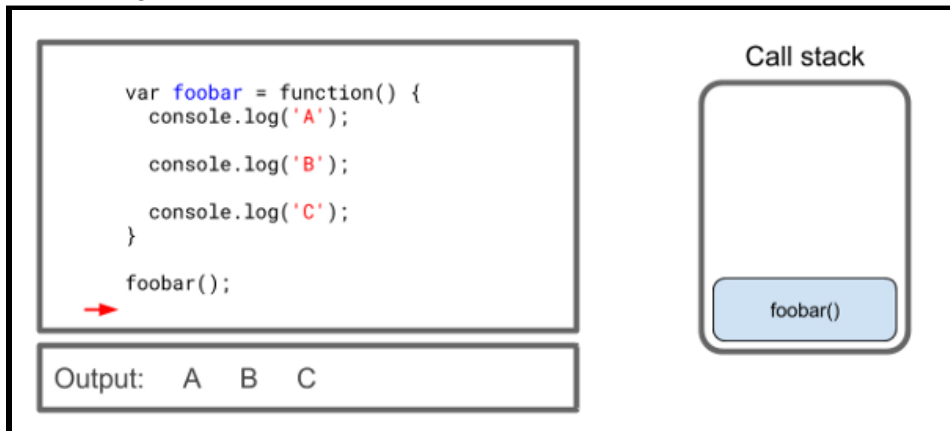 var foobar = function() {
console.log('A');
console.log('B');
console.log('C');
}
foobar();
Output: A B C
Call stack
foobar()